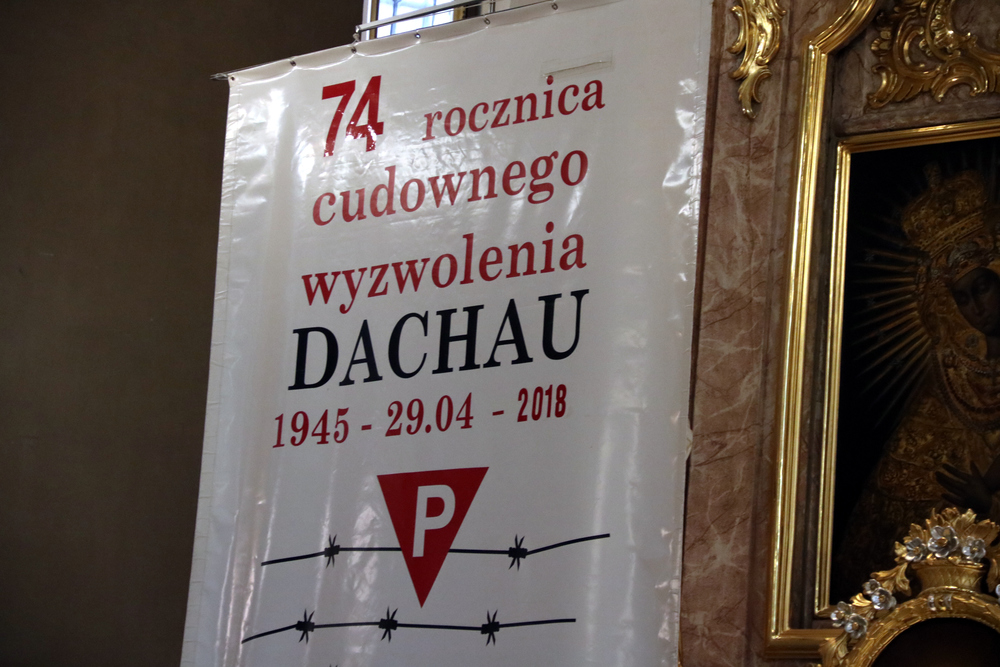 74 rocznica
cudownego
wyzwolenia
DACHAU
1945 - 29.04 - 2018
P